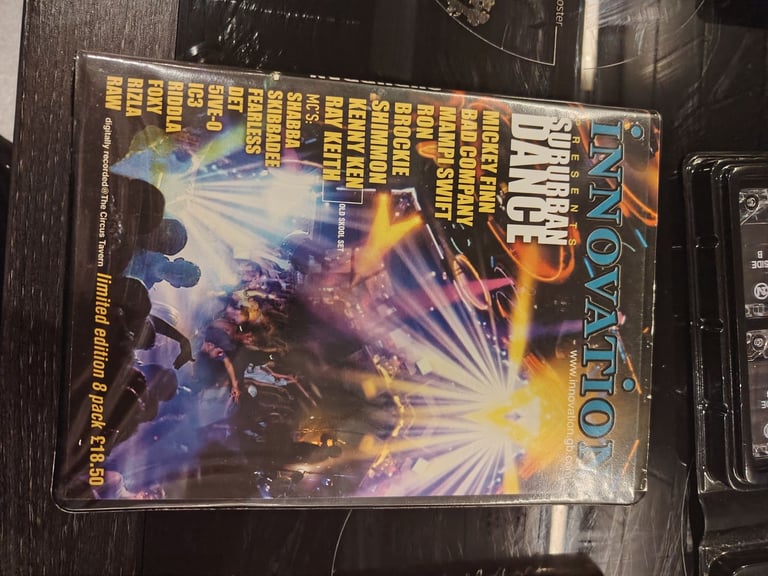 iNNOVATiON
- www.innovation.gb.com
PRESENTS
SUBURBAN
DANCE
MICKEY FINN
BAD COMPANY
MAMPI SWIFT
RON
BROCKIE
SHIMMON
KENNY KEN
RAY KEITH
OLD SKOOL SET
MC'S:
SHABBA
SKIBBADEE
FEARLESS
DET
5IVE-O
IC3
RIDDLA
FOXY
RIZLA
RAW
digitally recorded@The Circus Tavern
limited edition 8 pack £18.50
oster
SIDE
B